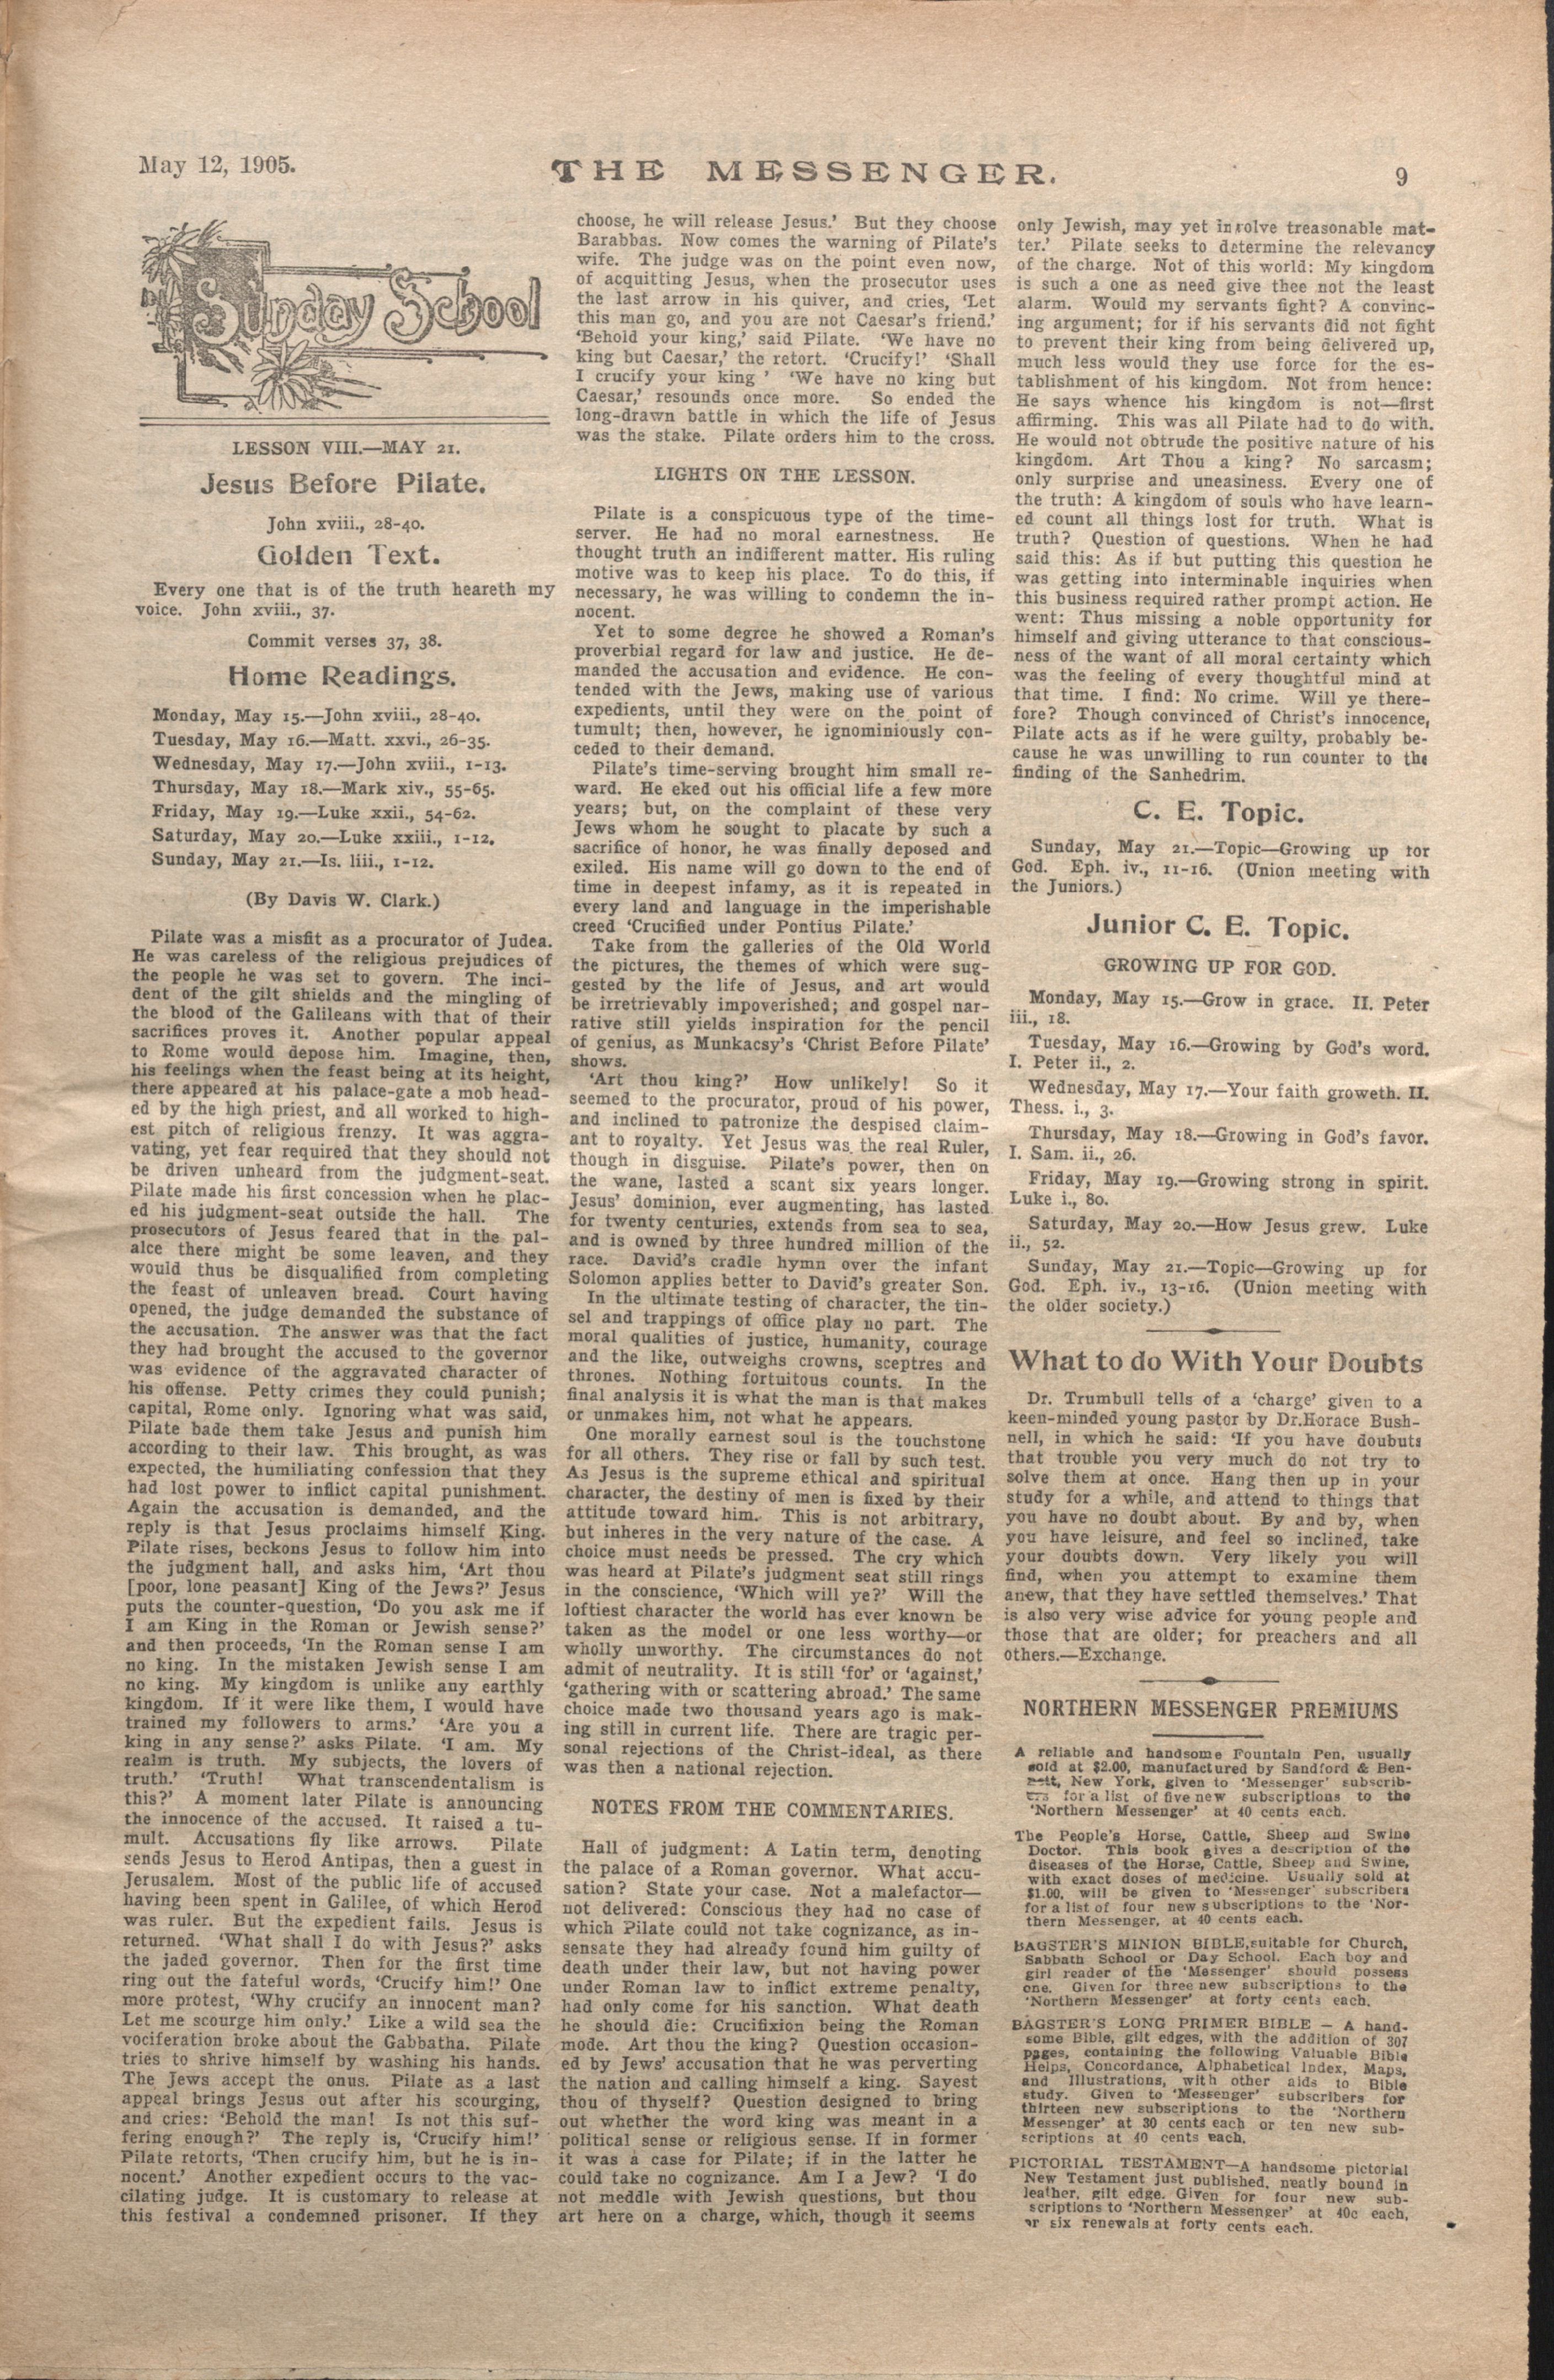 May 12, 1905.
THE MESSENGER.
9
Sunday School
LESSON VIII.—MAY 21.
Jesus Before Pilate.
John xviii., 28-40.
Golden Text.
Every one that is of the truth heareth my
voice. John xviii., 37.
Commit verses 37, 38.
Home Readings.
Monday, May 15.—John xviii., 28-40.
Tuesday, May 16.—Matt. xxvi., 26-35.
Wednesday, May 17.—John xviii., 1-13.
Thursday, May 18.—Mark xiv., 55-65.
Friday, May 19.—Luke xxii., 54-62.
Saturday, May 20.—Luke xxiii., 1-12.
Sunday, May 21.—Is. liii., 1-12.
(By Davis W. Clark.)
Pilate was a misfit as a procurator of Judea.
He was careless of the religious prejudices of
the people he was set to govern. The inci-
dent of the gilt shields and the mingling of
the blood of the Galileans with that of their
sacrifices proves it. Another popular appeal
to Rome would depose him. Imagine, then,
his feelings when the feast being at its height,
there appeared at his palace-gate a mob head-
ed by the high priest, and all worked to high-
est pitch of religious frenzy. It was aggra-
vating, yet fear required that they should not
be driven unheard from the judgment-seat.
Pilate made his first concession when he plac-
ed his judgment-seat outside the hall. The
prosecutors of Jesus feared that in the pal-
alce there might be some leaven, and they
would thus be disqualified from completing
the feast of unleaven bread. Court having
opened, the judge demanded the substance of
the accusation. The answer was that the fact
they had brought the accused to the governor
was evidence of the aggravated character of
his offense. Petty crimes they could punish;
capital, Rome only. Ignoring what was said,
Pilate bade them take Jesus and punish him
according to their law. This brought, as was
expected, the humiliating confession that they
had lost power to inflict capital punishment.
Again the accusation is demanded, and the
reply is that Jesus proclaims himself King.
Pilate rises, beckons Jesus to follow him into
the judgment hall, and asks him, 'Art thou
[poor, lone peasant] King of the Jews?' Jesus
puts the counter-question, 'Do you ask me if
I am King in the Roman or Jewish sense?'
and then proceeds, 'In the Roman sense I am
no king. In the mistaken Jewish sense I am
no king. My kingdom is unlike any earthly
kingdom. If it were like them, I would have
trained my followers to arms.' 'Are you a
king in any sense?' asks Pilate. 'I am. My
realm is truth. My subjects, the lovers of
truth.' 'Truth! What transcendentalism is
this?' A moment later Pilate is announcing
the innocence of the accused. It raised a tu-
mult. Accusations fly like arrows. Pilate
sends Jesus to Herod Antipas, then a guest in
Jerusalem. Most of the public life of accused
having been spent in Galilee, of which Herod
was ruler. But the expedient fails. Jesus is
returned. 'What shall I do with Jesus?' asks
the jaded governor. Then for the first time
ring out the fateful words, 'Crucify him!' One
more protest, 'Why crucify an innocent man?
Let me scourge him only.' Like a wild sea the
vociferation broke about the Gabbatha. Pilate
tries to shrive himself by washing his hands.
The Jews accept the onus. Pilate as a last
appeal brings Jesus out after his scourging,
and cries: 'Behold the man! Is not this suf-
fering enough?' The reply is, 'Crucify him!'
Pilate retorts, 'Then crucify him, but he is in-
nocent.' Another expedient occurs to the vac-
cilating judge. It is customary to release at
this festival a condemned prisoner. If they
choose, he will release Jesus.' But they choose
Barabbas. Now comes the warning of Pilate's
wife. The judge was on the point even now,
of acquitting Jesus, when the prosecutor uses
the last arrow in his quiver, and cries, 'Let
this man go, and you are not Caesar's friend.'
'Behold your king,' said Pilate. 'We have no
king but Caesar,' the retort. 'Crucify!' 'Shall
I crucify your king ' 'We have no king but
Caesar,' resounds once more. So ended the
long-drawn battle in which the life of Jesus
was the stake. Pilate orders him to the cross.
LIGHTS ON THE LESSON.
Pilate is a conspicuous type of the time-
server. He had no moral earnestness. He
thought truth an indifferent matter. His ruling
motive was to keep his place. To do this, if
necessary, he was willing to condemn the in-
nocent.
Yet to some degree he showed a Roman's
proverbial regard for law and justice. He de-
manded the accusation and evidence. He con-
tended with the Jews, making use of various
expedients, until they were on the point of
tumult; then, however, he ignominiously con-
ceded to their demand.
Pilate's time-serving brought him small re-
ward. He eked out his official life a few more
years; but, on the complaint of these very
Jews whom he sought to placate by such a
sacrifice of honor, he was finally deposed and
exiled. His name will go down to the end of
time in deepest infamy, as it is repeated in
every land and language in the imperishable
creed 'Crucified under Pontius Pilate.'
Take from the galleries of the Old World
the pictures, the themes of which were sug-
gested by the life of Jesus, and art would
be irretrievably impoverished; and gospel nar-
rative still yields inspiration for the pencil
of genius, as Munkacsy's 'Christ Before Pilate'
shows.
'Art thou king?' How unlikely! So it
seemed to the procurator, proud of his power,
and inclined to patronize the despised claim-
ant to royalty. Yet Jesus was the real Ruler,
though in disguise. Pilate's power, then on
the wane, lasted a scant six years longer.
Jesus' dominion, ever augmenting, has lasted
for twenty centuries, extends from sea to sea,
and is owned by three hundred million of the
race. David's cradle hymn over the infant
Solomon applies better to David's greater Son.
In the ultimate testing of character, the tin-
sel and trappings of office play no part. The
moral qualities of justice, humanity, courage
and the like, outweighs crowns, sceptres and
thrones. Nothing fortuitous counts. In the
final analysis it is what the man is that makes
or unmakes him, not what he appears.
One morally earnest soul is the touchstone
for all others. They rise or fall by such test.
As Jesus is the supreme ethical and spiritual
character, the destiny of men is fixed by their
attitude toward him. This is not arbitrary,
but inheres in the very nature of the case. A
choice must needs be pressed. The cry which
was heard at Pilate's judgment seat still rings
in the conscience, 'Which will ye?' Will the
loftiest character the world has ever known be
taken as the model or one less worthy—or
wholly unworthy. The circumstances do not
admit of neutrality. It is still 'for' or 'against,'
'gathering with or scattering abroad.' The same
choice made two thousand years ago is mak-
ing still in current life. There are tragic per-
sonal rejections of the Christ-ideal, as there
was then a national rejection.
NOTES FROM THE COMMENTARIES.
Hall of judgment: A Latin term, denoting
the palace of a Roman governor. What accu-
sation? State your case. Not a malefactor—
not delivered: Conscious they had no case of
which Pilate could not take cognizance, as in-
sensate they had already found him guilty of
death under their law, but not having power
under Roman law to inflict extreme penalty,
had only come for his sanction. What death
he should die: Crucifixion being the Roman
mode. Art thou the king? Question occasion-
ed by Jews' accusation that he was perverting
the nation and calling himself a king. Sayest
thou of thyself? Question designed to bring
out whether the word king was meant in a
political sense or religious sense. If in former
it was a case for Pilate; if in the latter he
could take no cognizance. Am I a Jew? 'I do
not meddle with Jewish questions, but thou
art here on a charge, which, though it seems
only Jewish, may yet involve treasonable mat-
ter.' Pilate seeks to determine the relevancy
of the charge. Not of this world: My kingdom
is such a one as need give thee not the least
alarm. Would my servants fight? A convinc-
ing argument; for if his servants did not fight
to prevent their king from being delivered up,
much less would they use force for the es-
tablishment of his kingdom. Not from hence:
He says whence his kingdom is not—first
affirming. This was all Pilate had to do with.
He would not obtrude the positive nature of his
kingdom. Art Thou a king? No sarcasm;
only surprise and uneasiness. Every one of
the truth: A kingdom of souls who have learn-
ed count all things lost for truth. What is
truth? Question of questions. When he had
said this: As if but putting this question he
was getting into interminable inquiries when
this business required rather prompt action. He
went: Thus missing a noble opportunity for
himself and giving utterance to that conscious-
ness of the want of all moral certainty which
was the feeling of every thoughtful mind at
that time. I find: No crime. Will ye there-
fore? Though convinced of Christ's innocence,
Pilate acts as if he were guilty, probably be-
cause he was unwilling to run counter to the
finding of the Sanhedrim.
C. E. Topic.
Sunday, May 21.—Topic—Growing up for
God. Eph. iv., 11-16. (Union meeting with
the Juniors.)
Junior C. E. Topic.
GROWING UP FOR GOD.
Monday, May 15.—Grow in grace. II. Peter
iii., 18.
Tuesday, May 16.—Growing by God's word.
I. Peter ii., 2.
Wednesday, May 17.—Your faith groweth. II.
Thess. i., 3.
Thursday, May 18.—Growing in God's favor.
I. Sam. ii., 26.
Friday, May 19.—Growing strong in spirit.
Luke i., 80.
Saturday, May 20.—How Jesus grew. Luke
ii., 52.
Sunday, May 21.—Topic—Growing up for
God. Eph. iv., 13-16. (Union meeting with
the older society.)
What to do With Your Doubts
Dr. Trumbull tells of a 'charge' given to a
keen-minded young pastor by Dr.Horace Bush-
nell, in which he said: 'If you have doubuts
that trouble you very much do not try to
solve them at once. Hang then up in your
study for a while, and attend to things that
you have no doubt about. By and by, when
you have leisure, and feel so inclined, take
your doubts down. Very likely you will
find, when you attempt to examine them
anew, that they have settled themselves.' That
is also very wise advice for young people and
those that are older; for preachers and all
others.—Exchange.
NORTHERN MESSENGER PREMIUMS
A reliable and handsome Fountain Pen, usually
sold at $2.00, manufactured by Sandford & Ben-
nett, New York, given to 'Messenger' subscrib-
ers for a list of five new subscriptions to the
'Northern Messenger' at 40 cents each.
The People's Horse, Cattle, Sheep and Swine
Doctor. This book gives a description of the
diseases of the Horse, Cattle, Sheep and Swine,
with exact doses of medicine. Usually sold at
$1.00, will be given to 'Messenger' subscribers
for a list of four new subscriptions to the 'Nor-
thern Messenger, at 40 cents each.
BAGSTER'S MINION BIBLE,suitable for Church,
Sabbath School or Day School. Each boy and
girl reader of the 'Messenger' should possess
one. Given for three new subscriptions to the
'Northern Messenger' at forty cents each.
BAGSTER'S LONG PRIMER BIBLE — A hand-
some Bible, gilt edges, with the addition of 307
pages, containing the following Valuable Bible
Helps, Concordance, Alphabetical Index, Maps,
and Illustrations, with other aids to Bible
study. Given to 'Messenger' subscribers for
thirteen new subscriptions to the 'Northern
Messenger' at 30 cents each or ten new sub-
scriptions at 40 cents each.
PICTORIAL TESTAMENT—A handsome pictorial
New Testament just published, neatly bound in
leather, gilt edge. Given for four new sub-
scriptions to 'Northern Messenger' at 40c each,
or six renewals at forty cents each.